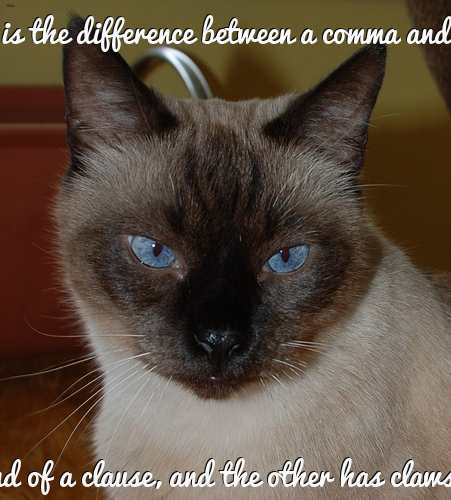 is the difference between a comma and
of a clause, and the other has claws